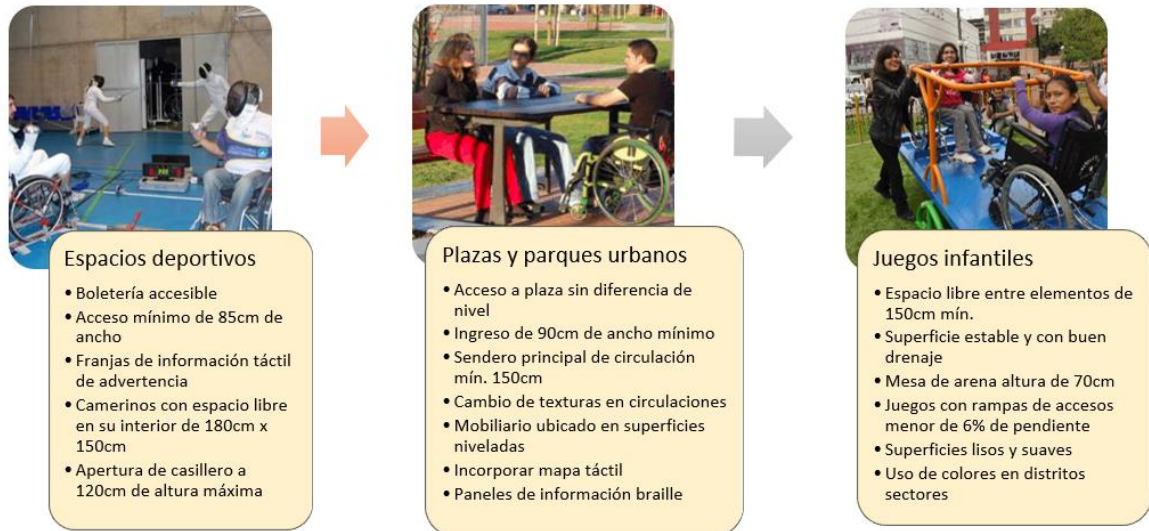 Espacios deportivos
• Boletería accesible
• Acceso mínimo de 85cm de
ancho
• Franjas de información táctil
de advertencia
• Camerinos con espacio libre
en su interior de 180cm x
150cm
• Apertura de casillero a
120cm de altura máxima
Plazas y parques urbanos
• Acceso a plaza sin diferencia de
nivel
• Ingreso de 90cm de ancho mínimo
• Sendero principal de circulación
mín. 150cm
• Cambio de texturas en circulaciones
• Mobiliario ubicado en superficies
niveladas
• Incorporar mapa táctil
• Paneles de información braille
Juegos infantiles
• Espacio libre entre elementos de
150cm mín.
• Superficie estable y con buen
drenaje
• Mesa de arena altura de 70cm
• Juegos con rampas de accesos
menor de 6% de pendiente
• Superficies lisos y suaves
• Uso de colores en distritos
sectores